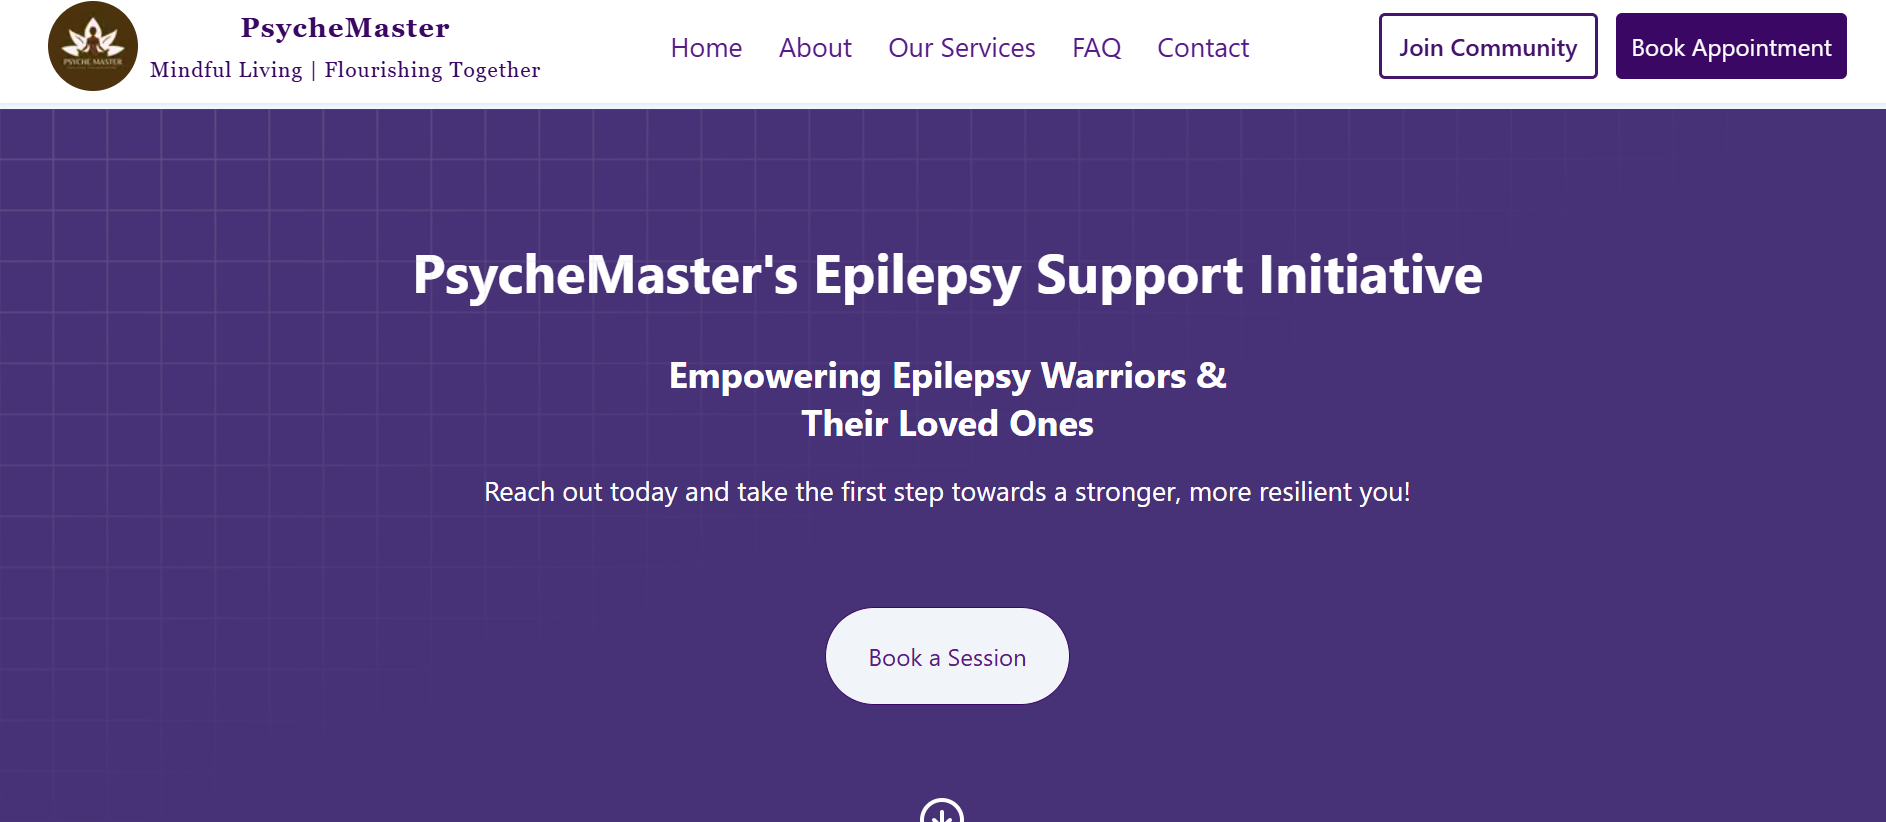 PSYCHE MASTER
PsycheMaster
Mindful Living | Flourishing Together
Home
About
Our Services
FAQ
Contact
Join Community
Book Appointment
PsycheMaster's Epilepsy Support Initiative
Empowering Epilepsy Warriors &
Their Loved Ones
Reach out today and take the first step towards a stronger, more resilient you!
Book a Session